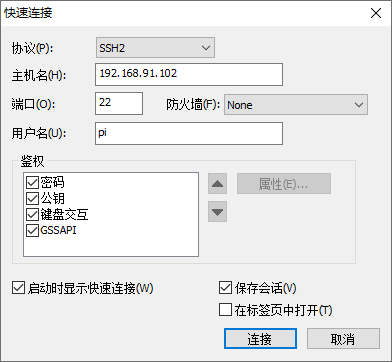 快速连接
协议(P): SSH2
主机名(H): 192.168.91.102
端口(O): 22 防火墙(F): None
用户名(U): pi
鉴权
密码
公钥 属性(E)...
键盘交互
GSSAPI
启动时显示快速连接(W) 保存会话(V)
在标签页中打开(T)
连接 取消